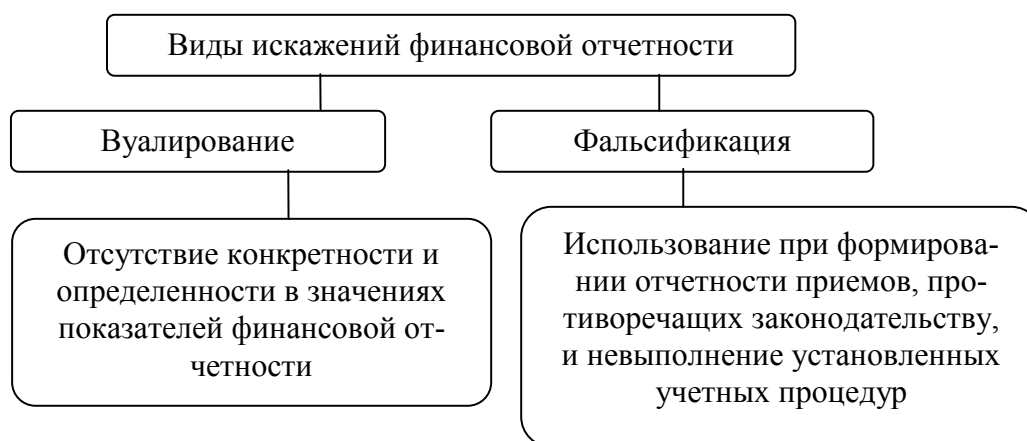 Виды искажений финансовой отчетности
Вуалирование
Фальсификация
Отсутствие конкретности и
определенности в значениях
показателей финансовой от-
четности
Использование при формирова-
нии отчетности приемов, про-
тиворечащих законодательству,
и невыполнение установленных
учетных процедур